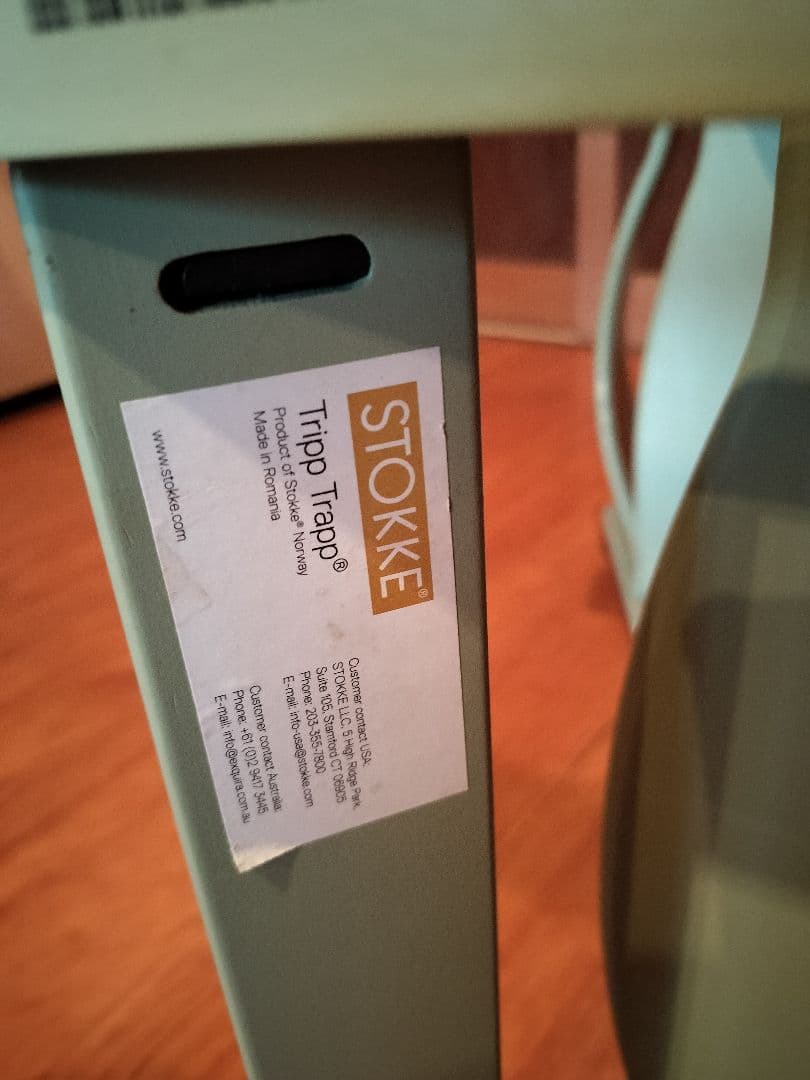 STOKKE®
Tripp Trapp®
Product of Stokke® Norway
Made in Romania
www.stokke.com
Customer contact USA:
STOKKE LLC, 5 High Ridge Park,
Suite 105, Stamford CT 06905
Phone: 203-355-7800
E-mail: info-usa@stokke.com
Customer contact Australia:
Phone: +61 (0)2 9417 3445
E-mail: info@exquira.com.au